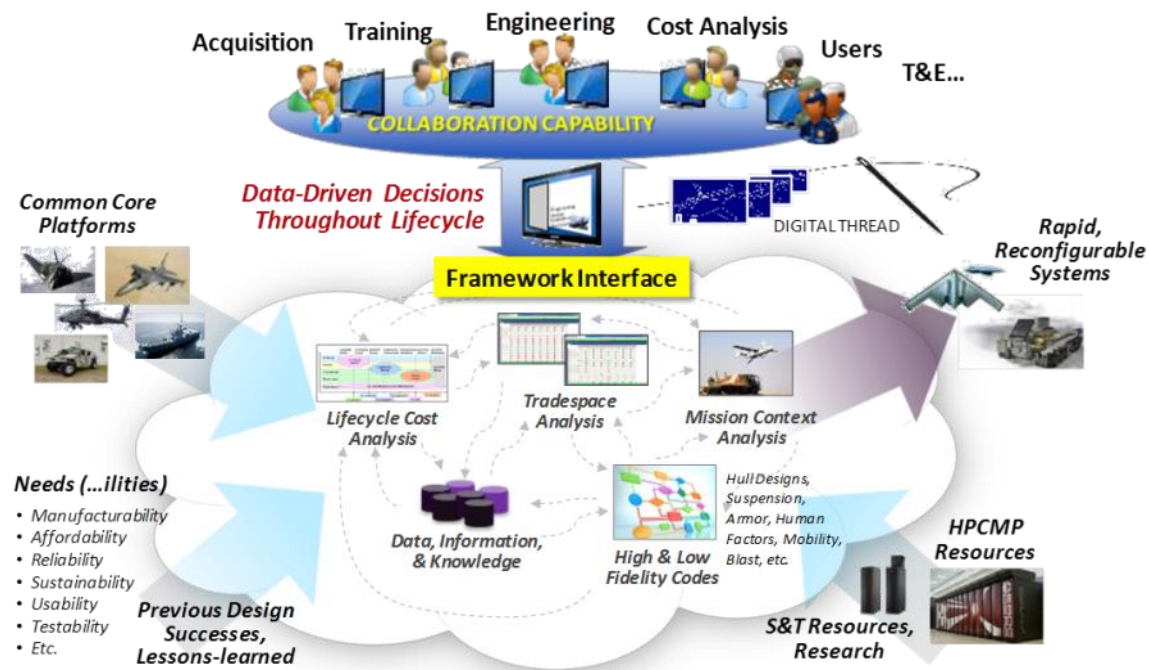 Acquisition
Training
Engineering
Cost Analysis
Users
T&E...
COLLABORATION CAPABILITY
Data-Driven Decisions
Throughout Lifecycle
DIGITAL THREAD
Common Core
Platforms
Rapid,
Reconfigurable
Systems
Framework Interface
Lifecycle Cost
Analysis
Tradespace
Analysis
Mission Context
Analysis
Needs (...ilities)
• Manufacturability
• Affordability
• Reliability
• Sustainability
• Usability
• Testability
• Etc.
Previous Design
Successes,
Lessons-learned
Data, Information,
& Knowledge
High & Low
Fidelity Codes
Hull Designs,
Suspension,
Armor, Human
Factors, Mobility,
Blast, etc.
HPCMP
Resources
S&T Resources,
Research